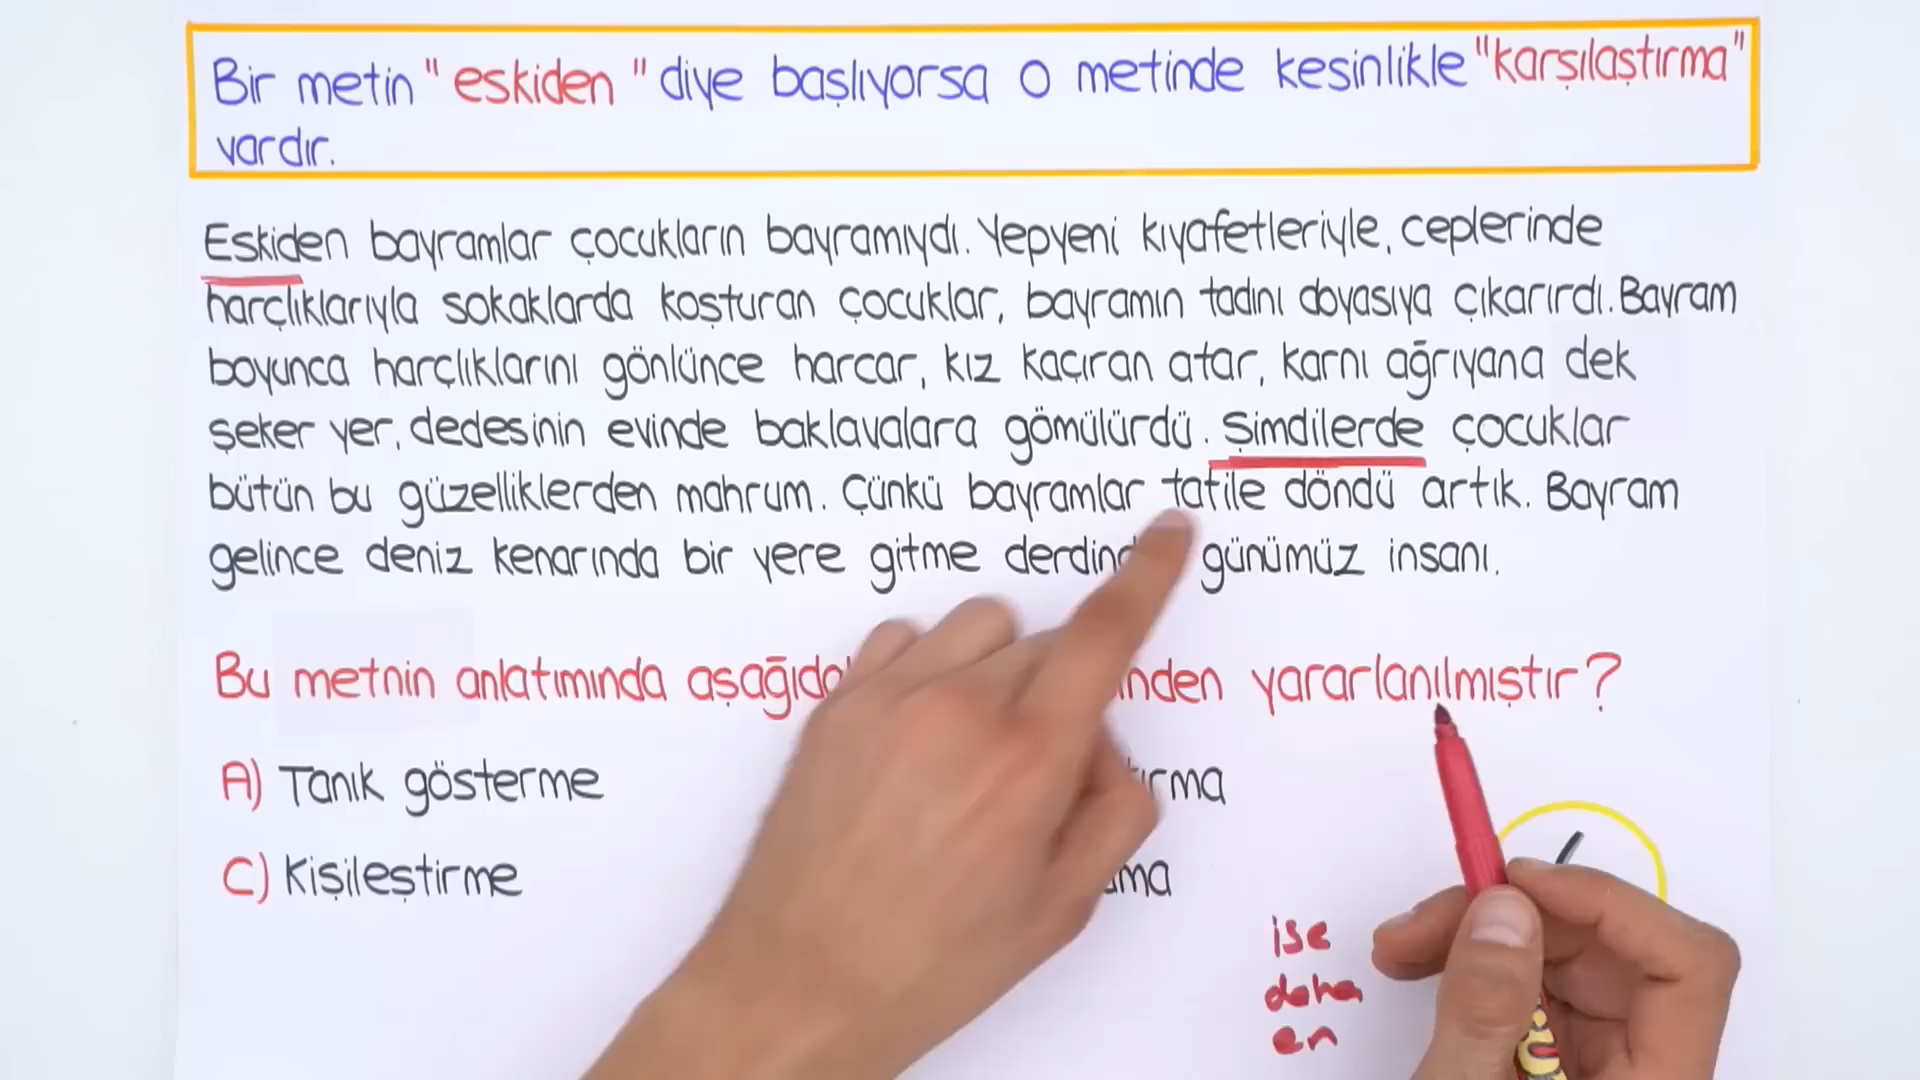 Bir metin "eskiden" diye başlıyorsa o metinde kesinlikle "karşılaştırma"
vardır.
Eskiden bayramlar çocukların bayramıydı. Yepyeni kıyafetleriyle, ceplerinde
harçlıklarıyla sokaklarda koşturan çocuklar, bayramın tadını doyasıya çıkarırdı. Bayram
boyunca harçlıklarını gönlünce harcar, kız kaçıran atar, karnı ağrıyana dek
şeker yer, dedesinin evinde baklavalara gömülürdü. Şimdilerde çocuklar
bütün bu güzelliklerden mahrum. Çünkü bayramlar tatile döndü artık. Bayram
gelince deniz kenarında bir yere gitme günümüz insanı.
Bu metnin anlatımında yararlanılmıştır?
A) Tanık gösterme
C) Kişileştirme
ise
daha
en